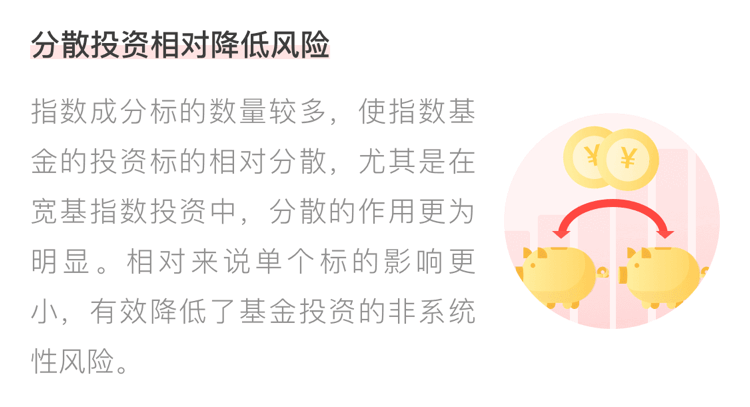 分散投资相对降低风险
指数成分标的数量较多，使指数基
金的投资标的相对分散，尤其是在
宽基指数投资中，分散的作用更为
明显。相对来说单个标的影响更
小，有效降低了基金投资的非系统
性风险。
¥ ¥